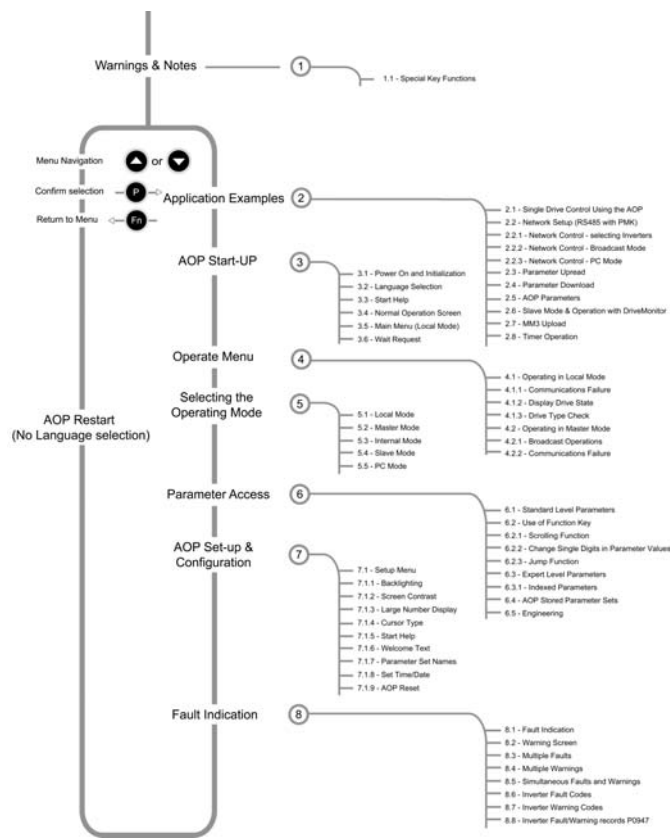 Warnings & Notes
1
1.1 - Special Key Functions
Menu Navigation
or
Confirm selection
P
Return to Menu
Fn
Application Examples
2
2.1 - Single Drive Control Using the AOP
2.2 - Network Setup (RS485 with PMK)
2.2.1 - Network Control - selecting Inverters
2.2.2 - Network Control - Broadcast Mode
2.2.3 - Network Control - PC Mode
2.3 - Parameter Upread
2.4 - Parameter Download
2.5 - AOP Parameters
2.6 - Slave Mode & Operation with DriveMonitor
2.7 - MM3 Upload
2.8 - Timer Operation
AOP Start-UP
3
3.1 - Power On and Initialization
3.2 - Language Selection
3.3 - Start Help
3.4 - Normal Operation Screen
3.5 - Main Menu (Local Mode)
3.6 - Wait Request
Operate Menu
4
4.1 - Operating in Local Mode
4.1.1 - Communications Failure
4.1.2 - Display Drive State
4.1.3 - Drive Type Check
4.2 - Operating in Master Mode
4.2.1 - Broadcast Operations
4.2.2 - Communications Failure
Selecting the
Operating Mode
5
5.1 - Local Mode
5.2 - Master Mode
5.3 - Internal Mode
5.4 - Slave Mode
5.5 - PC Mode
AOP Restart
(No Language selection)
Parameter Access
6
6.1 - Standard Level Parameters
6.2 - Use of Function Key
6.2.1 - Scrolling Function
6.2.2 - Change Single Digits in Parameter Values
6.2.3 - Jump Function
6.3 - Expert Level Parameters
6.3.1 - Indexed Parameters
6.4 - AOP Stored Parameter Sets
6.5 - Engineering
AOP Set-up &
Configuration
7
7.1 - Setup Menu
7.1.1 - Backlighting
7.1.2 - Screen Contrast
7.1.3 - Large Number Display
7.1.4 - Cursor Type
7.1.5 - Start Help
7.1.6 - Welcome Text
7.1.7 - Parameter Set Names
7.1.8 - Set Time/Date
7.1.9 - AOP Reset
Fault Indication
8
8.1 - Fault Indication
8.2 - Warning Screen
8.3 - Multiple Faults
8.4 - Multiple Warnings
8.5 - Simultaneous Faults and Warnings
8.6 - Inverter Fault Codes
8.7 - Inverter Warning Codes
8.8 - Inverter Fault/Warning records P0947